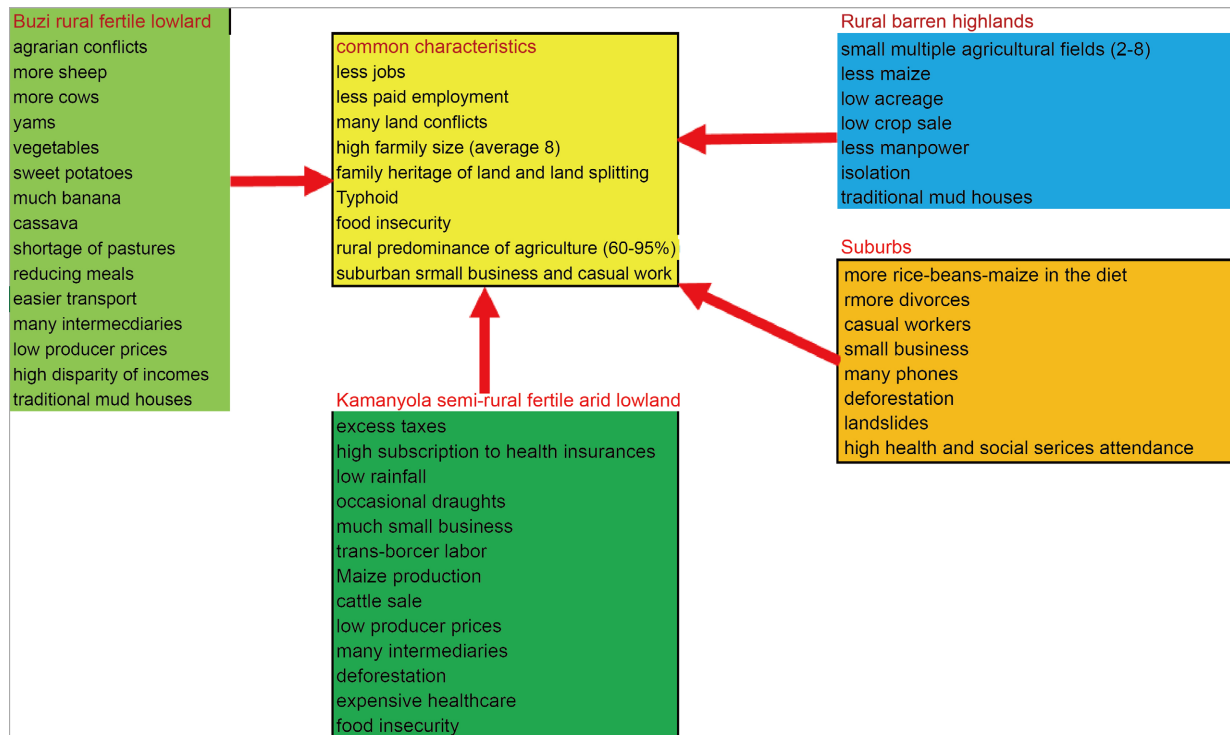 Buzi rural fertile lowlard
agrarian conflicts
more sheep
more cows
yams
vegetables
sweet potatoes
much banana
cassava
shortage of pastures
reducing meals
easier transport
many intermecdiaries
low producer prices
high disparity of incomes
traditional mud houses
common characteristics
less jobs
less paid employment
many land conflicts
high farmily size (average 8)
family heritage of land and land splitting
Typhoid
food insecurity
rural predominance of agriculture (60-95%)
suburban srmall business and casual work
Rural barren highlands
small multiple agricultural fields (2-8)
less maize
low acreage
low crop sale
less manpower
isolation
traditional mud houses
Suburbs
more rice-beans-maize in the diet
rmore divorces
casual workers
small business
many phones
deforestation
landslides
high health and social serices attendance
Kamanyola semi-rural fertile arid lowland
excess taxes
high subscription to health insurances
low rainfall
occasional draughts
much small business
trans-borcer labor
Maize production
cattle sale
low producer prices
many intermediaries
deforestation
expensive healthcare
food insecurity